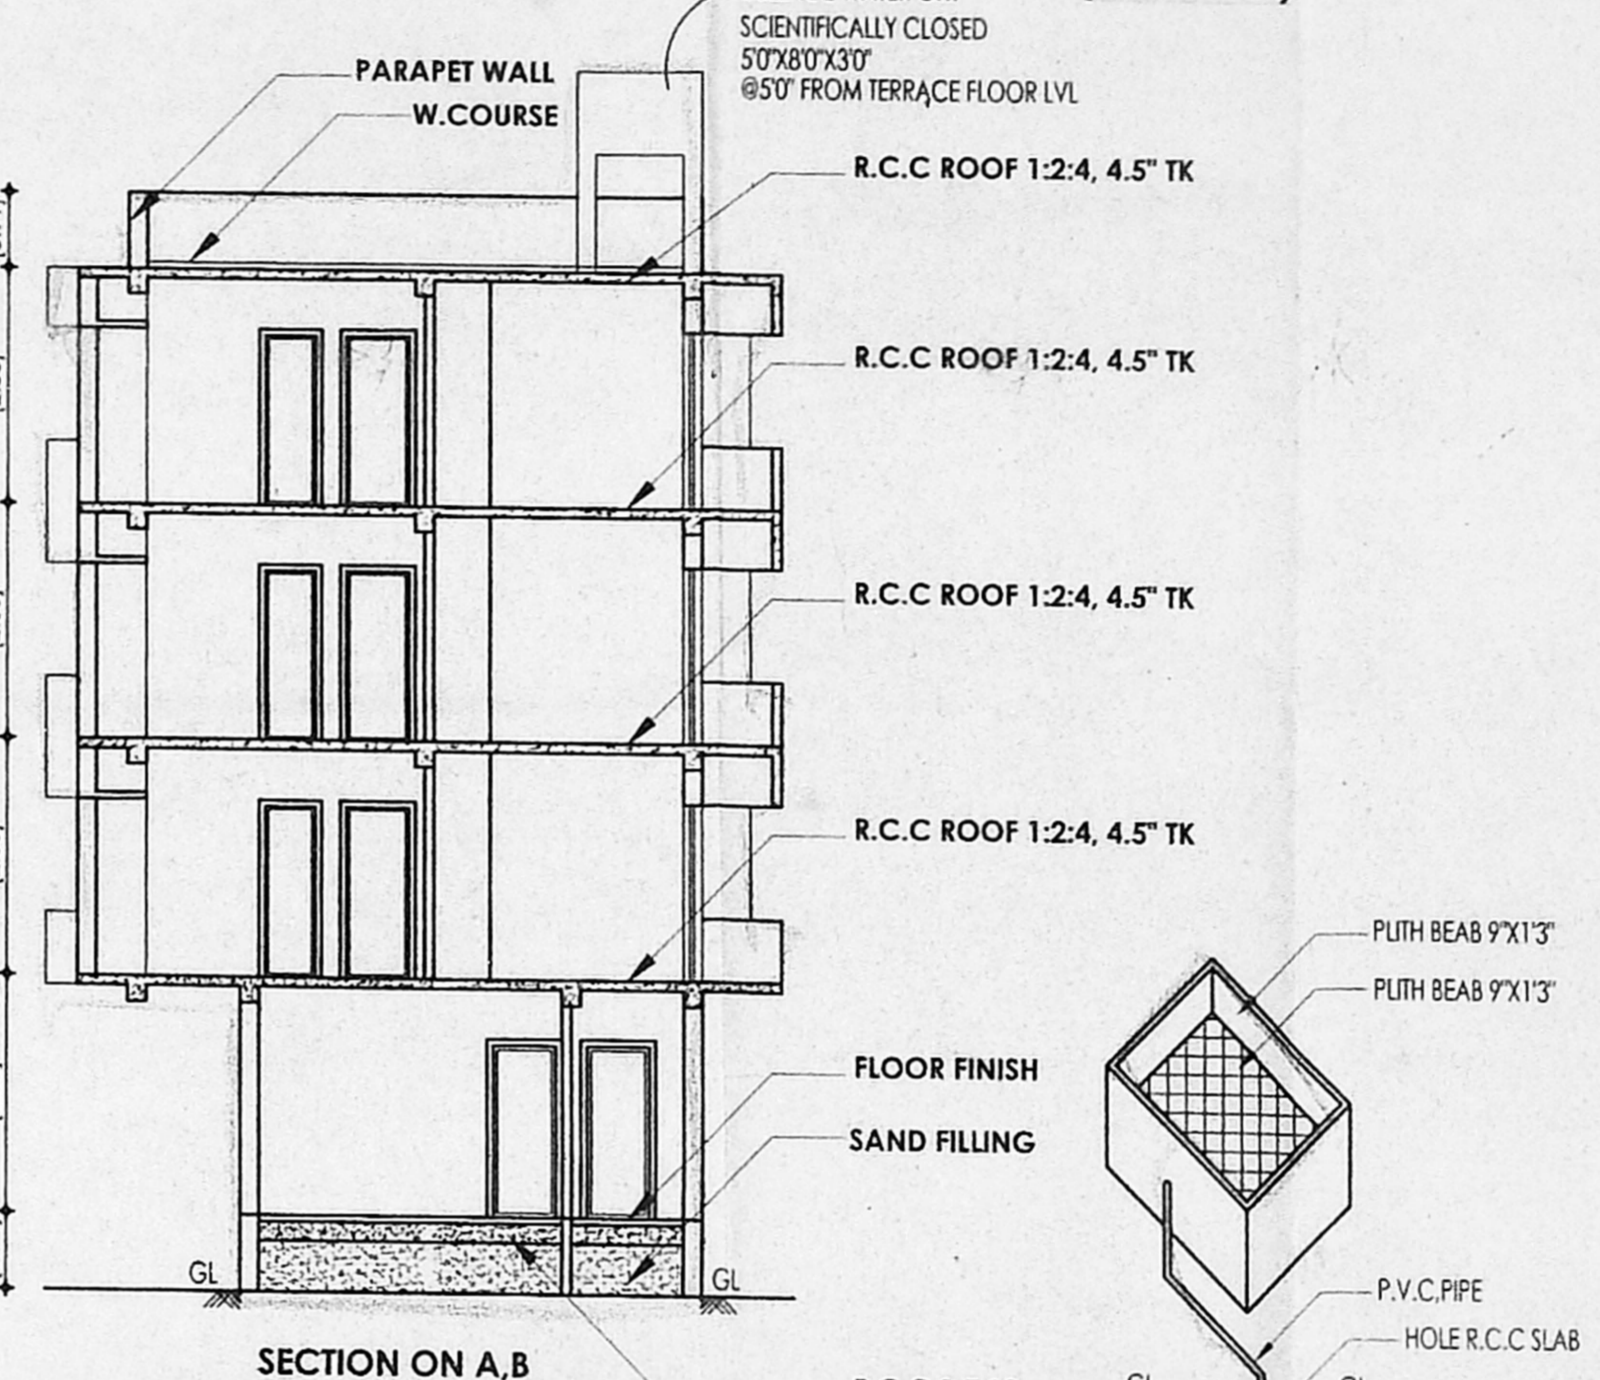 SCIENTIFICALLY CLOSED
5'0"X8'0"X3'0"
@5'0" FROM TERRACE FLOOR LVL
PARAPET WALL
W.COURSE
R.C.C ROOF 1:2:4, 4.5" TK
R.C.C ROOF 1:2:4, 4.5" TK
R.C.C ROOF 1:2:4, 4.5" TK
R.C.C ROOF 1:2:4, 4.5" TK
PLITH BEAB 9"X1'3"
PLITH BEAB 9"X1'3"
FLOOR FINISH
SAND FILLING
GL
GL
P.V.C,PIPE
HOLE R.C.C SLAB
SECTION ON A,B